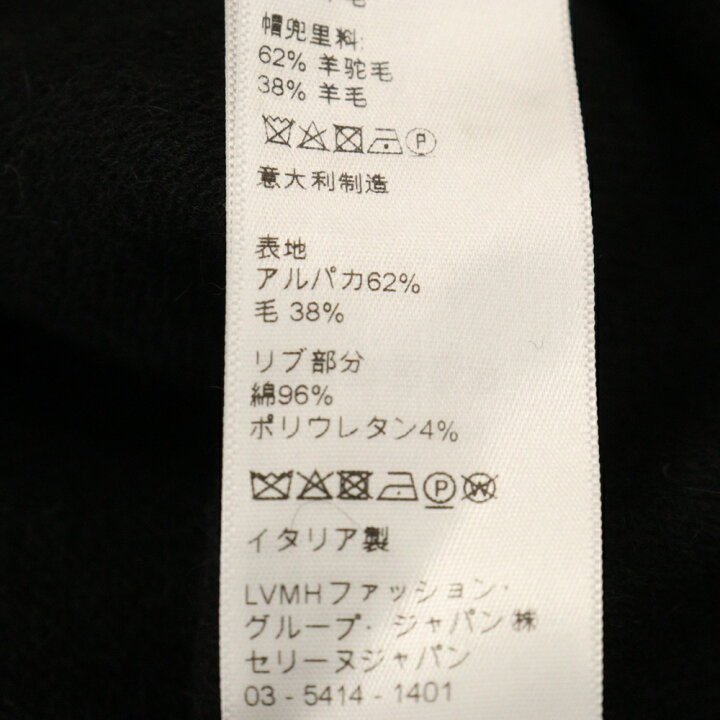 帽兜里料:
62% 羊驼毛
38% 羊毛
P
意大利制造
表地
アルパカ62%
毛 38%
リブ部分
綿96%
ポリウレタン4%
P W
イタリア製
LVMHファッション・
グループ・ジャパン㈱
セリーヌジャパン
03 - 5414 - 1401